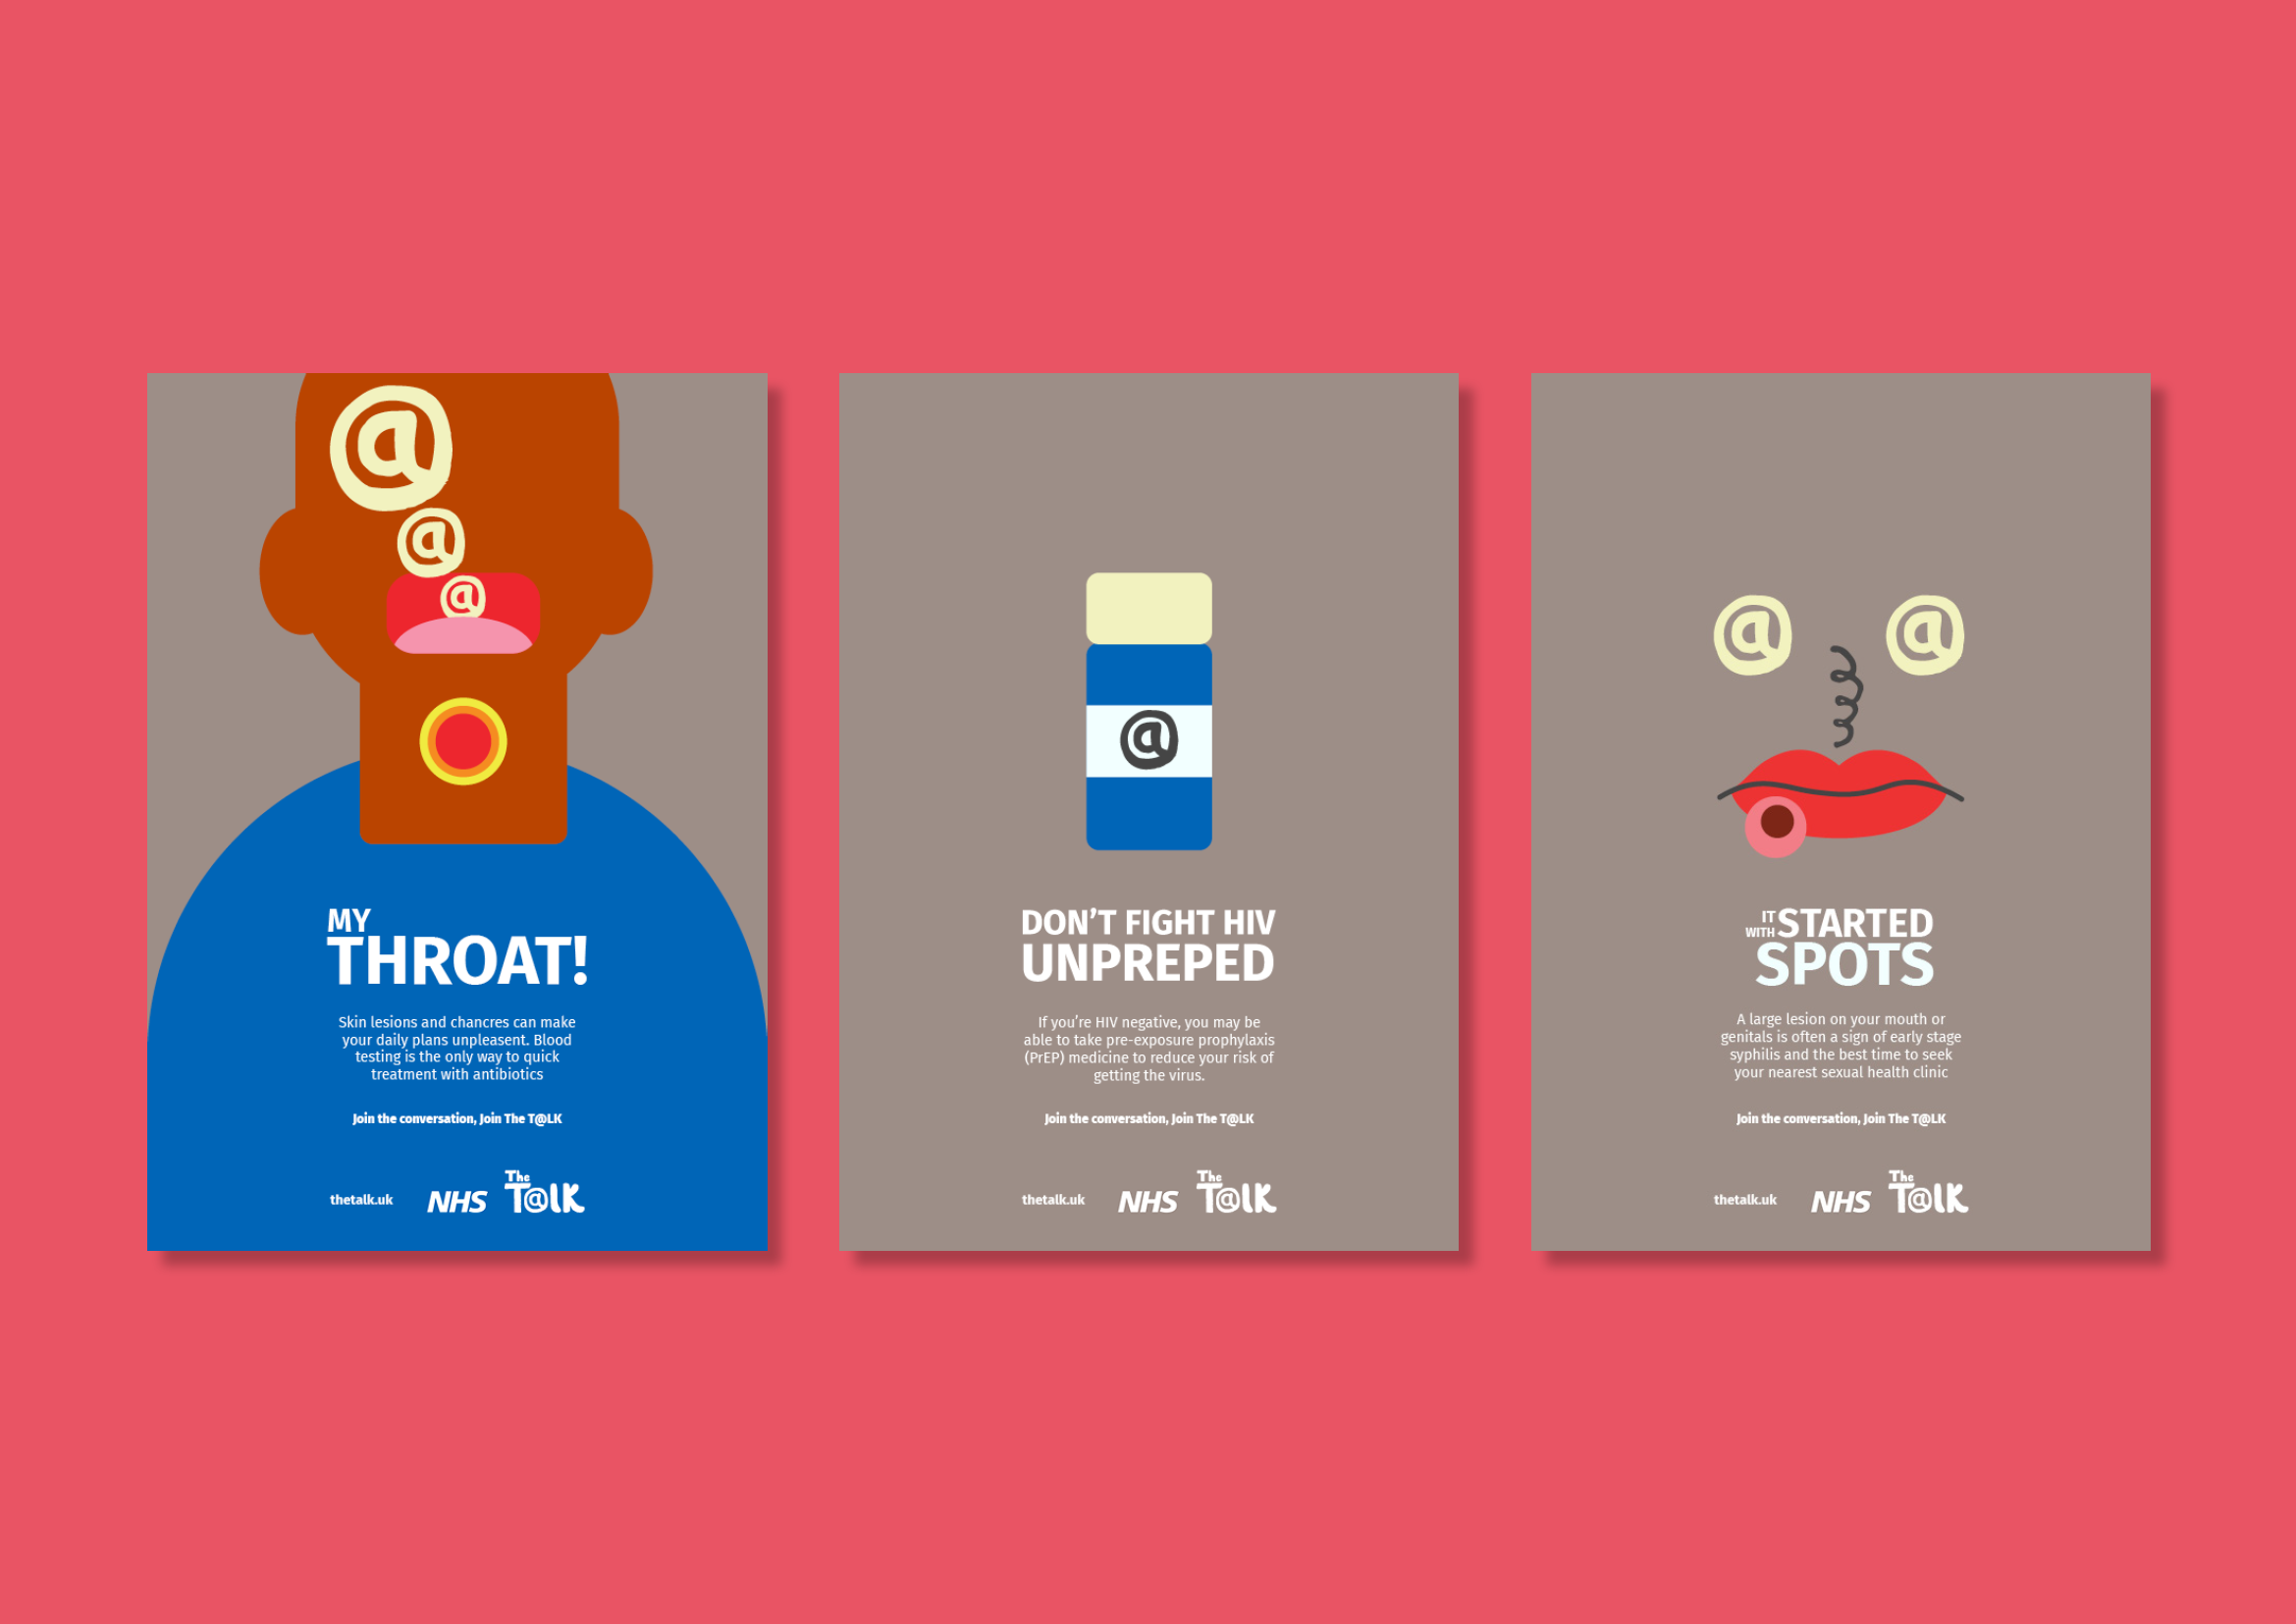 @
@
@
MY
THROAT!
Skin lesions and chancres can make
your daily plans unpleasent. Blood
testing is the only way to quick
treatment with antibiotics
Join the conversation, Join The T@LK
thetalk.uk
NHS
The
T@lK
@
DON'T FIGHT HIV
UNPREPED
If you're HIV negative, you may be
able to take pre-exposure prophylaxis
(PrEP) medicine to reduce your risk of
getting the virus.
Join the conversation, Join The T@LK
thetalk.uk
NHS
The
T@lK
@ @
IT WITH STARTED
SPOTS
A large lesion on your mouth or
genitals is often a sign of early stage
syphilis and the best time to seek
your nearest sexual health clinic
Join the conversation, Join The T@LK
thetalk.uk
NHS
The
T@lK